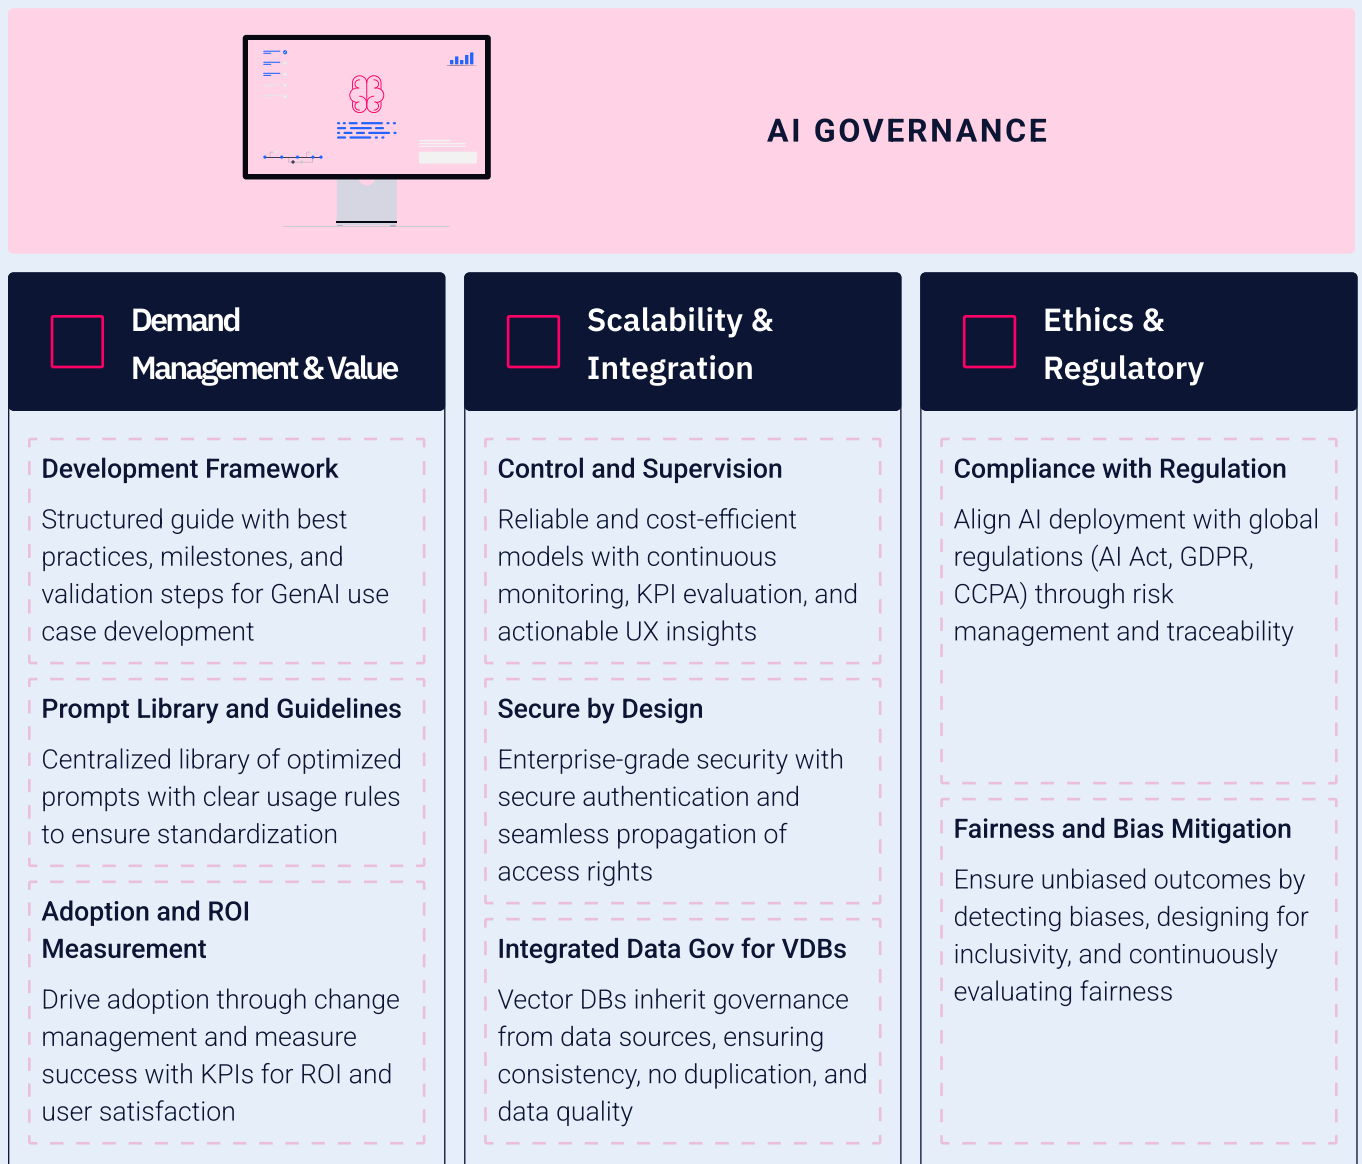 AI GOVERNANCE
Demand
Management & Value
Development Framework
Structured guide with best
practices, milestones, and
validation steps for GenAI use
case development
Prompt Library and Guidelines
Centralized library of optimized
prompts with clear usage rules
to ensure standardization
Adoption and ROI
Measurement
Drive adoption through change
management and measure
success with KPIs for ROI and
user satisfaction
Scalability &
Integration
Control and Supervision
Reliable and cost-efficient
models with continuous
monitoring, KPI evaluation, and
actionable UX insights
Secure by Design
Enterprise-grade security with
secure authentication and
seamless propagation of
access rights
Integrated Data Gov for VDBs
Vector DBs inherit governance
from data sources, ensuring
consistency, no duplication, and
data quality
Ethics &
Regulatory
Compliance with Regulation
Align AI deployment with global
regulations (AI Act, GDPR,
CCPA) through risk
management and traceability
Fairness and Bias Mitigation
Ensure unbiased outcomes by
detecting biases, designing for
inclusivity, and continuously
evaluating fairness